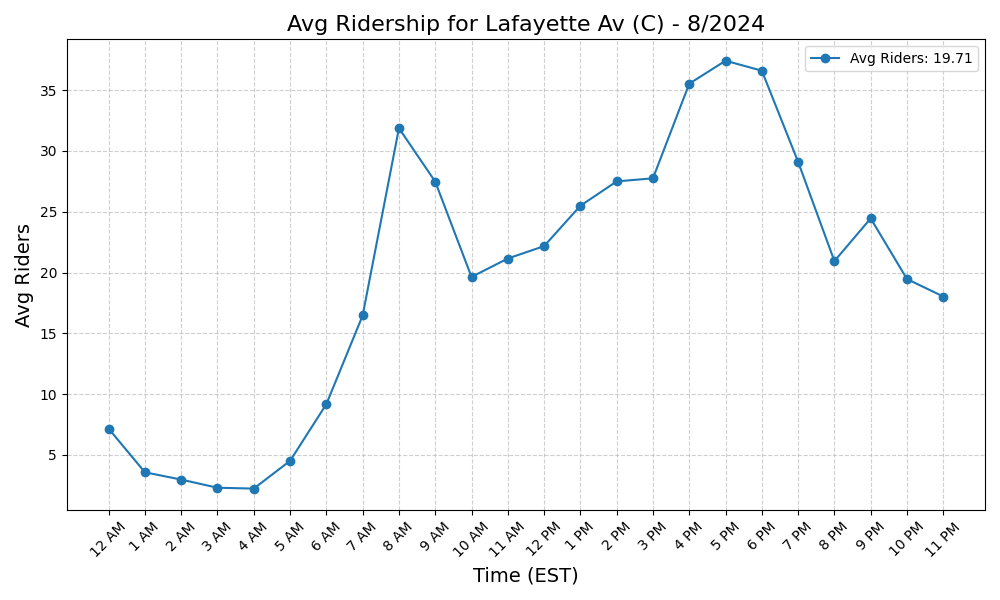 Avg Ridership for Lafayette Av (C) - 8/2024
Avg Riders: 19.71
Avg Riders
35
30
25
20
15
10
5
12 AM
1 AM
2 AM
3 AM
4 AM
5 AM
6 AM
7 AM
8 AM
9 AM
10 AM
11 AM
12 PM
1 PM
2 PM
3 PM
4 PM
5 PM
6 PM
7 PM
8 PM
9 PM
10 PM
11 PM
Time (EST)